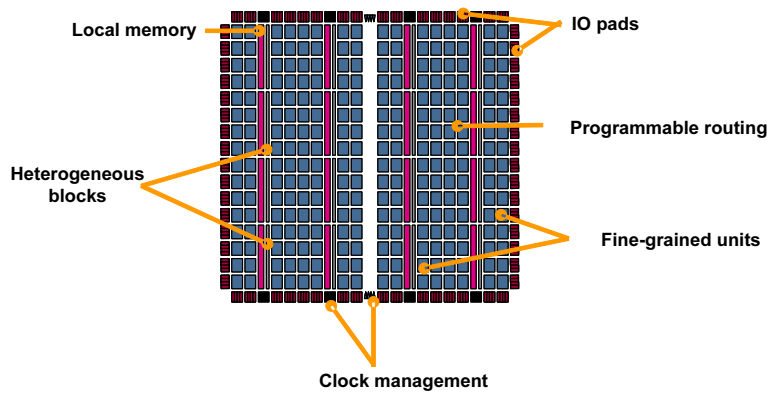 Local memory
IO pads
Programmable routing
Heterogeneous
blocks
Fine-grained units
Clock management